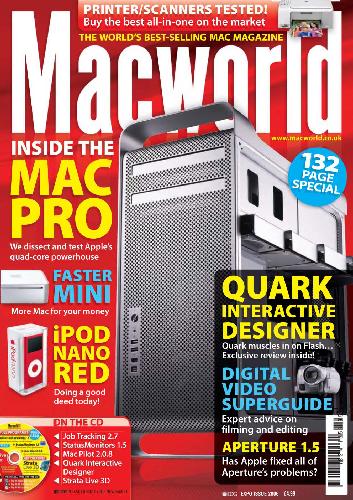 PRINTER/SCANNERS TESTED!
Buy the best all-in-one on the market
THE WORLD'S BEST-SELLING MAC MAGAZINE
Macworld
www.macworld.co.uk
INSIDE THE
MAC
PRO
We dissect and test Apple's
quad-core powerhouse
132
PAGE
SPECIAL
FASTER
MINI
More Mac for your money
iPOD
NANO
RED
Doing a good
deed today!
QUARK
INTERACTIVE
DESIGNER
Quark muscles in on Flash...
Exclusive review inside!
DIGITAL
VIDEO
SUPERGUIDE
Expert advice on
filming and editing
APERTURE 1.5
Has Apple fixed all of
Aperture's problems?
ON THE CD
Job Tracking 2.7
StatusMonitors 1.5
Mac Pilot 2.0.8
Quark Interactive
Designer
Strata Live 3D
EXPO ISSUE 2006 £4.99